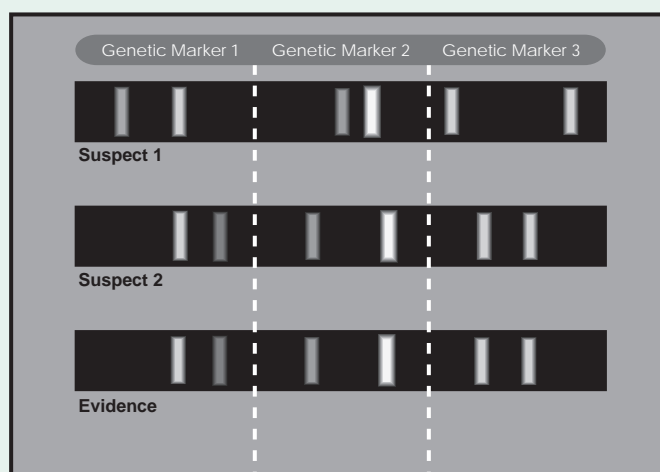 Genetic Marker 1 Genetic Marker 2 Genetic Marker 3
Suspect 1
Suspect 2
Evidence